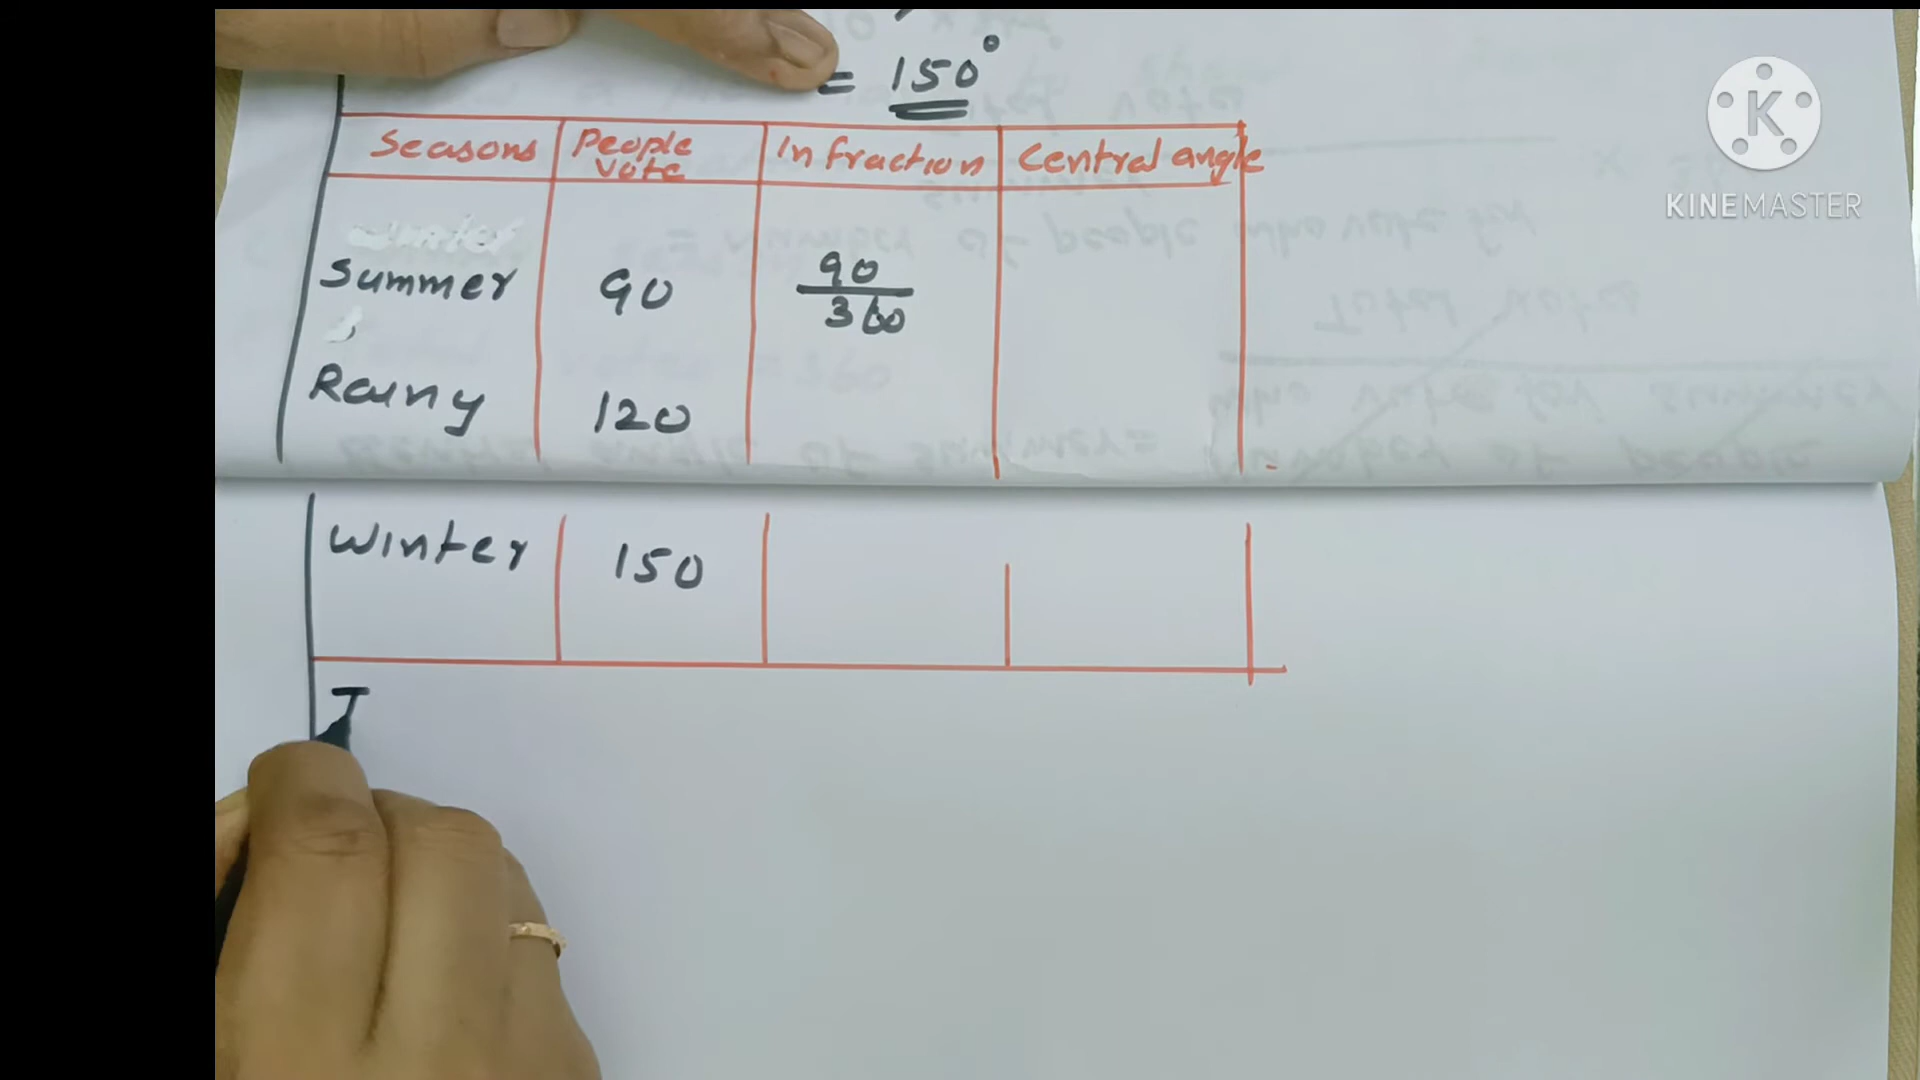 = 150°
Seasons People Vote In fraction Central angle
Summer 90 90/360
Rainy 120
Winter 150
T
KINEMASTER